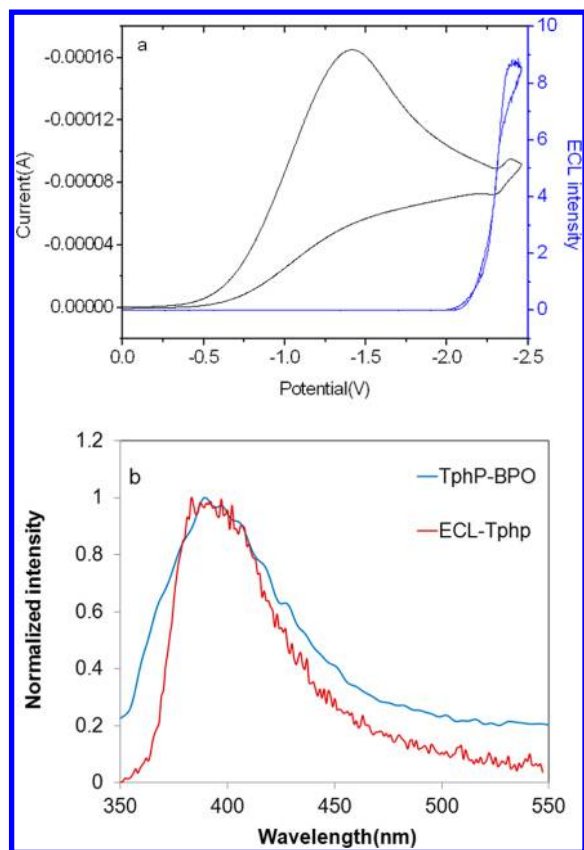 a
-0.00016
-0.00012
-0.00008
-0.00004
0.00000
Current(A)
10
8
6
4
2
0
ECL intensity
0.0 -0.5 -1.0 -1.5 -2.0 -2.5
Potential(V)
b
TphP-BPO
ECL-Tphp
1.2
1
0.8
0.6
0.4
0.2
0
Normalized intensity
350 400 450 500 550
Wavelength(nm)